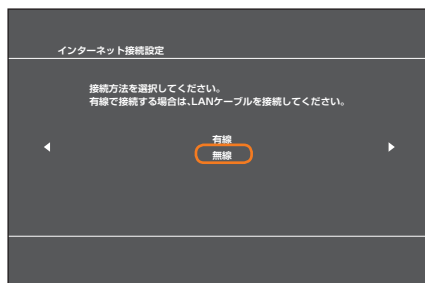 インターネット接続設定
接続方法を選択してください。
有線で接続する場合は、LANケーブルを接続してください。
有線
無線